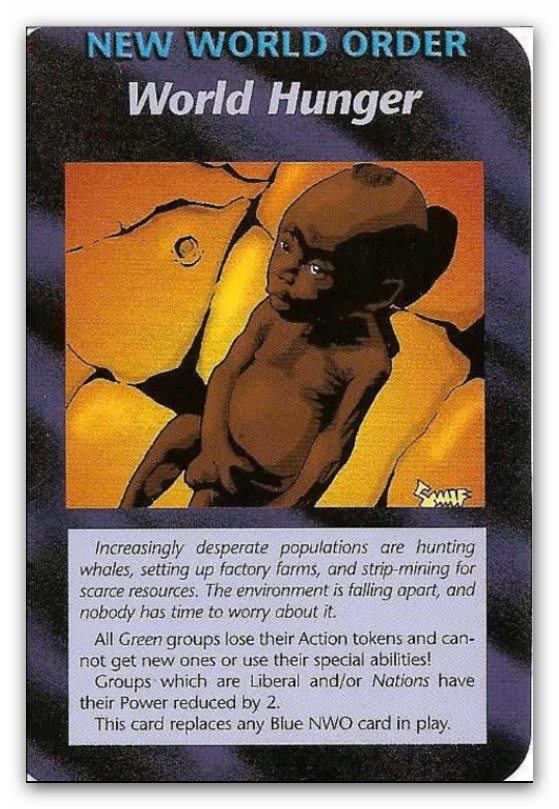 NEW WORLD ORDER
World Hunger
SMIF
Increasingly desperate populations are hunting
whales, setting up factory farms, and strip-mining for
scarce resources. The environment is falling apart, and
nobody has time to worry about it.
All Green groups lose their Action tokens and can-
not get new ones or use their special abilities!
Groups which are Liberal and/or Nations have
their Power reduced by 2.
This card replaces any Blue NWO card in play.